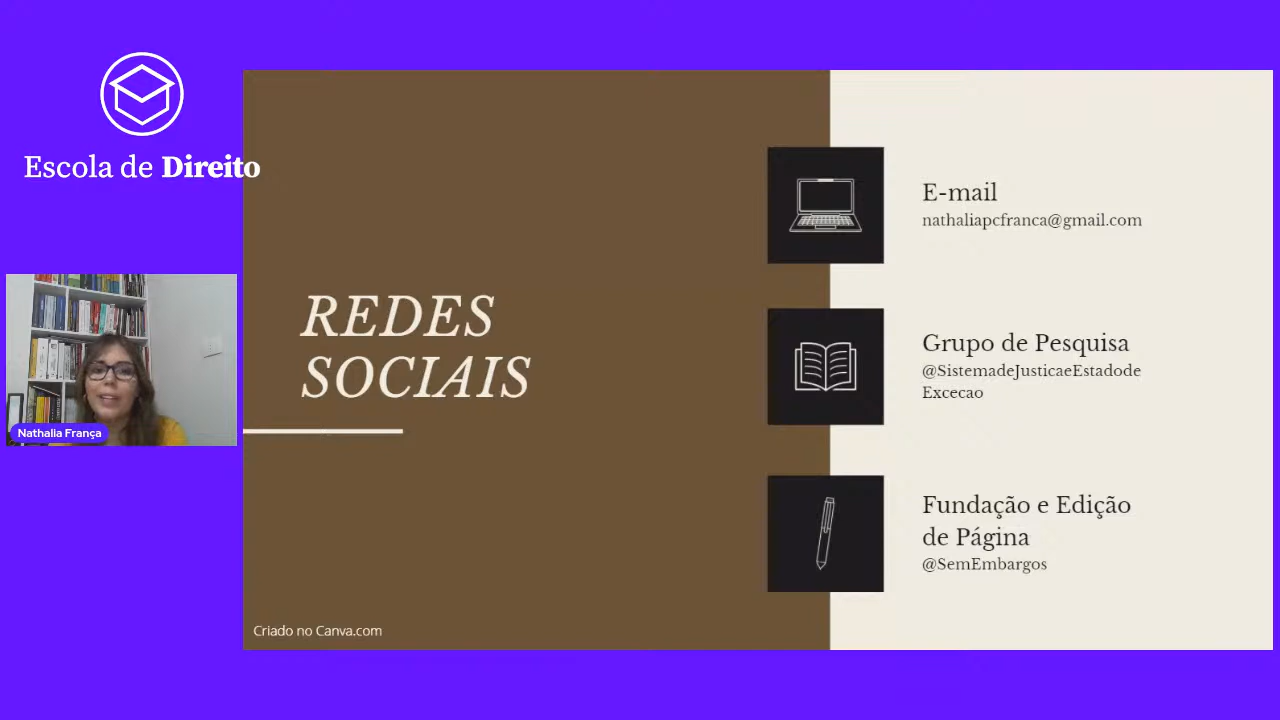 Escola de Direito
Nathalia França
REDES
SOCIAIS
Criado no Canva.com
E-mail
nathaliapcfranca@gmail.com
Grupo de Pesquisa
@SistemadeJusticaeEstadode
Excecao
Fundação e Edição
de Página
@SemEmbargos